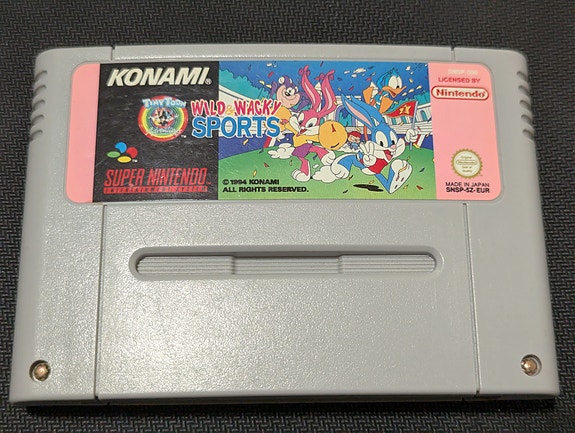 KONAMI
LICENSED BY
Nintendo
TINY TOON
WILD & WACKY
SPORTS
SUPER NINTENDO
ENTERTAINMENT SYSTEM
© 1994 KONAMI
ALL RIGHTS RESERVED.
MADE IN JAPAN
SNSP-5Z-EUR